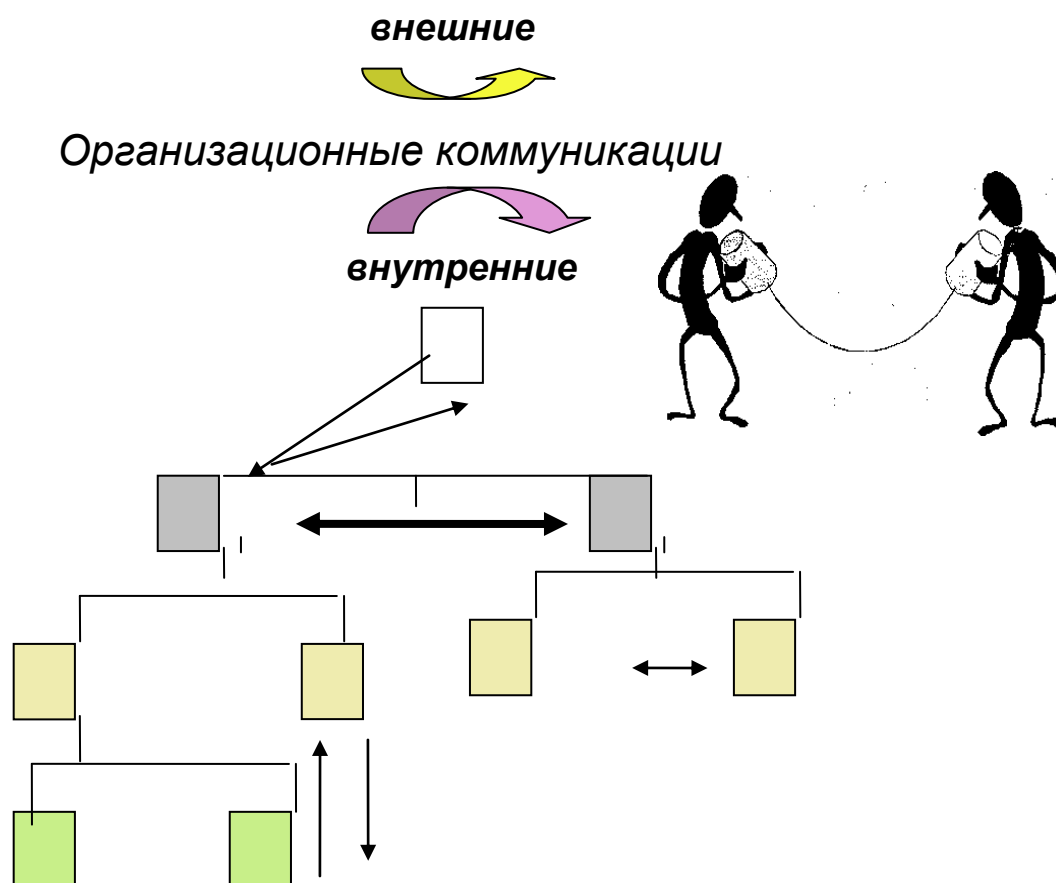 внешние
Организационные коммуникации
внутренние